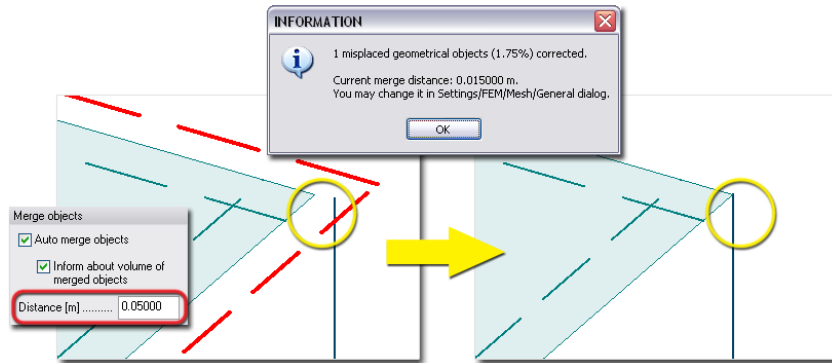 INFORMATION
1 misplaced geometrical objects (1.75%) corrected.
Current merge distance: 0.015000 m.
You may change it in Settings/FEM/Mesh/General dialog.
OK
Merge objects
Auto merge objects
Inform about volume of
merged objects
Distance [m] .......... 0.05000